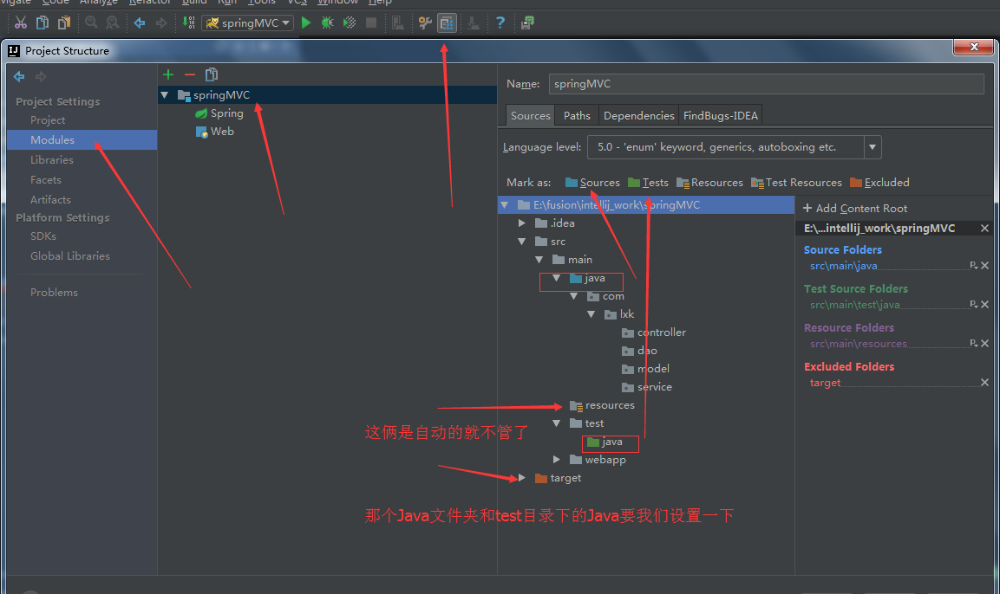 vigate Code Analyze Refactor Build Run Tools VCS Window Help
springMVC
Project Structure
Project Settings
Project
Modules
Libraries
Facets
Artifacts
Platform Settings
SDKs
Global Libraries
Problems
springMVC
Spring
Web
Name: springMVC
Sources Paths Dependencies FindBugs-IDEA
Language level: 5.0 - 'enum' keyword, generics, autoboxing etc.
Mark as: Sources Tests Resources Test Resources Excluded
E:\fusion\intellij_work\springMVC
.idea
src
main
java
com
lxk
controller
dao
model
service
resources
test
java
webapp
target
这俩是自动的就不管了
那个Java文件夹和test目录下的Java要我们设置一下
+ Add Content Root
E:\...intellij_work\springMVC
Source Folders
src\main\java
Test Source Folders
src\main\test\java
Resource Folders
src\main\resources
Excluded Folders
target